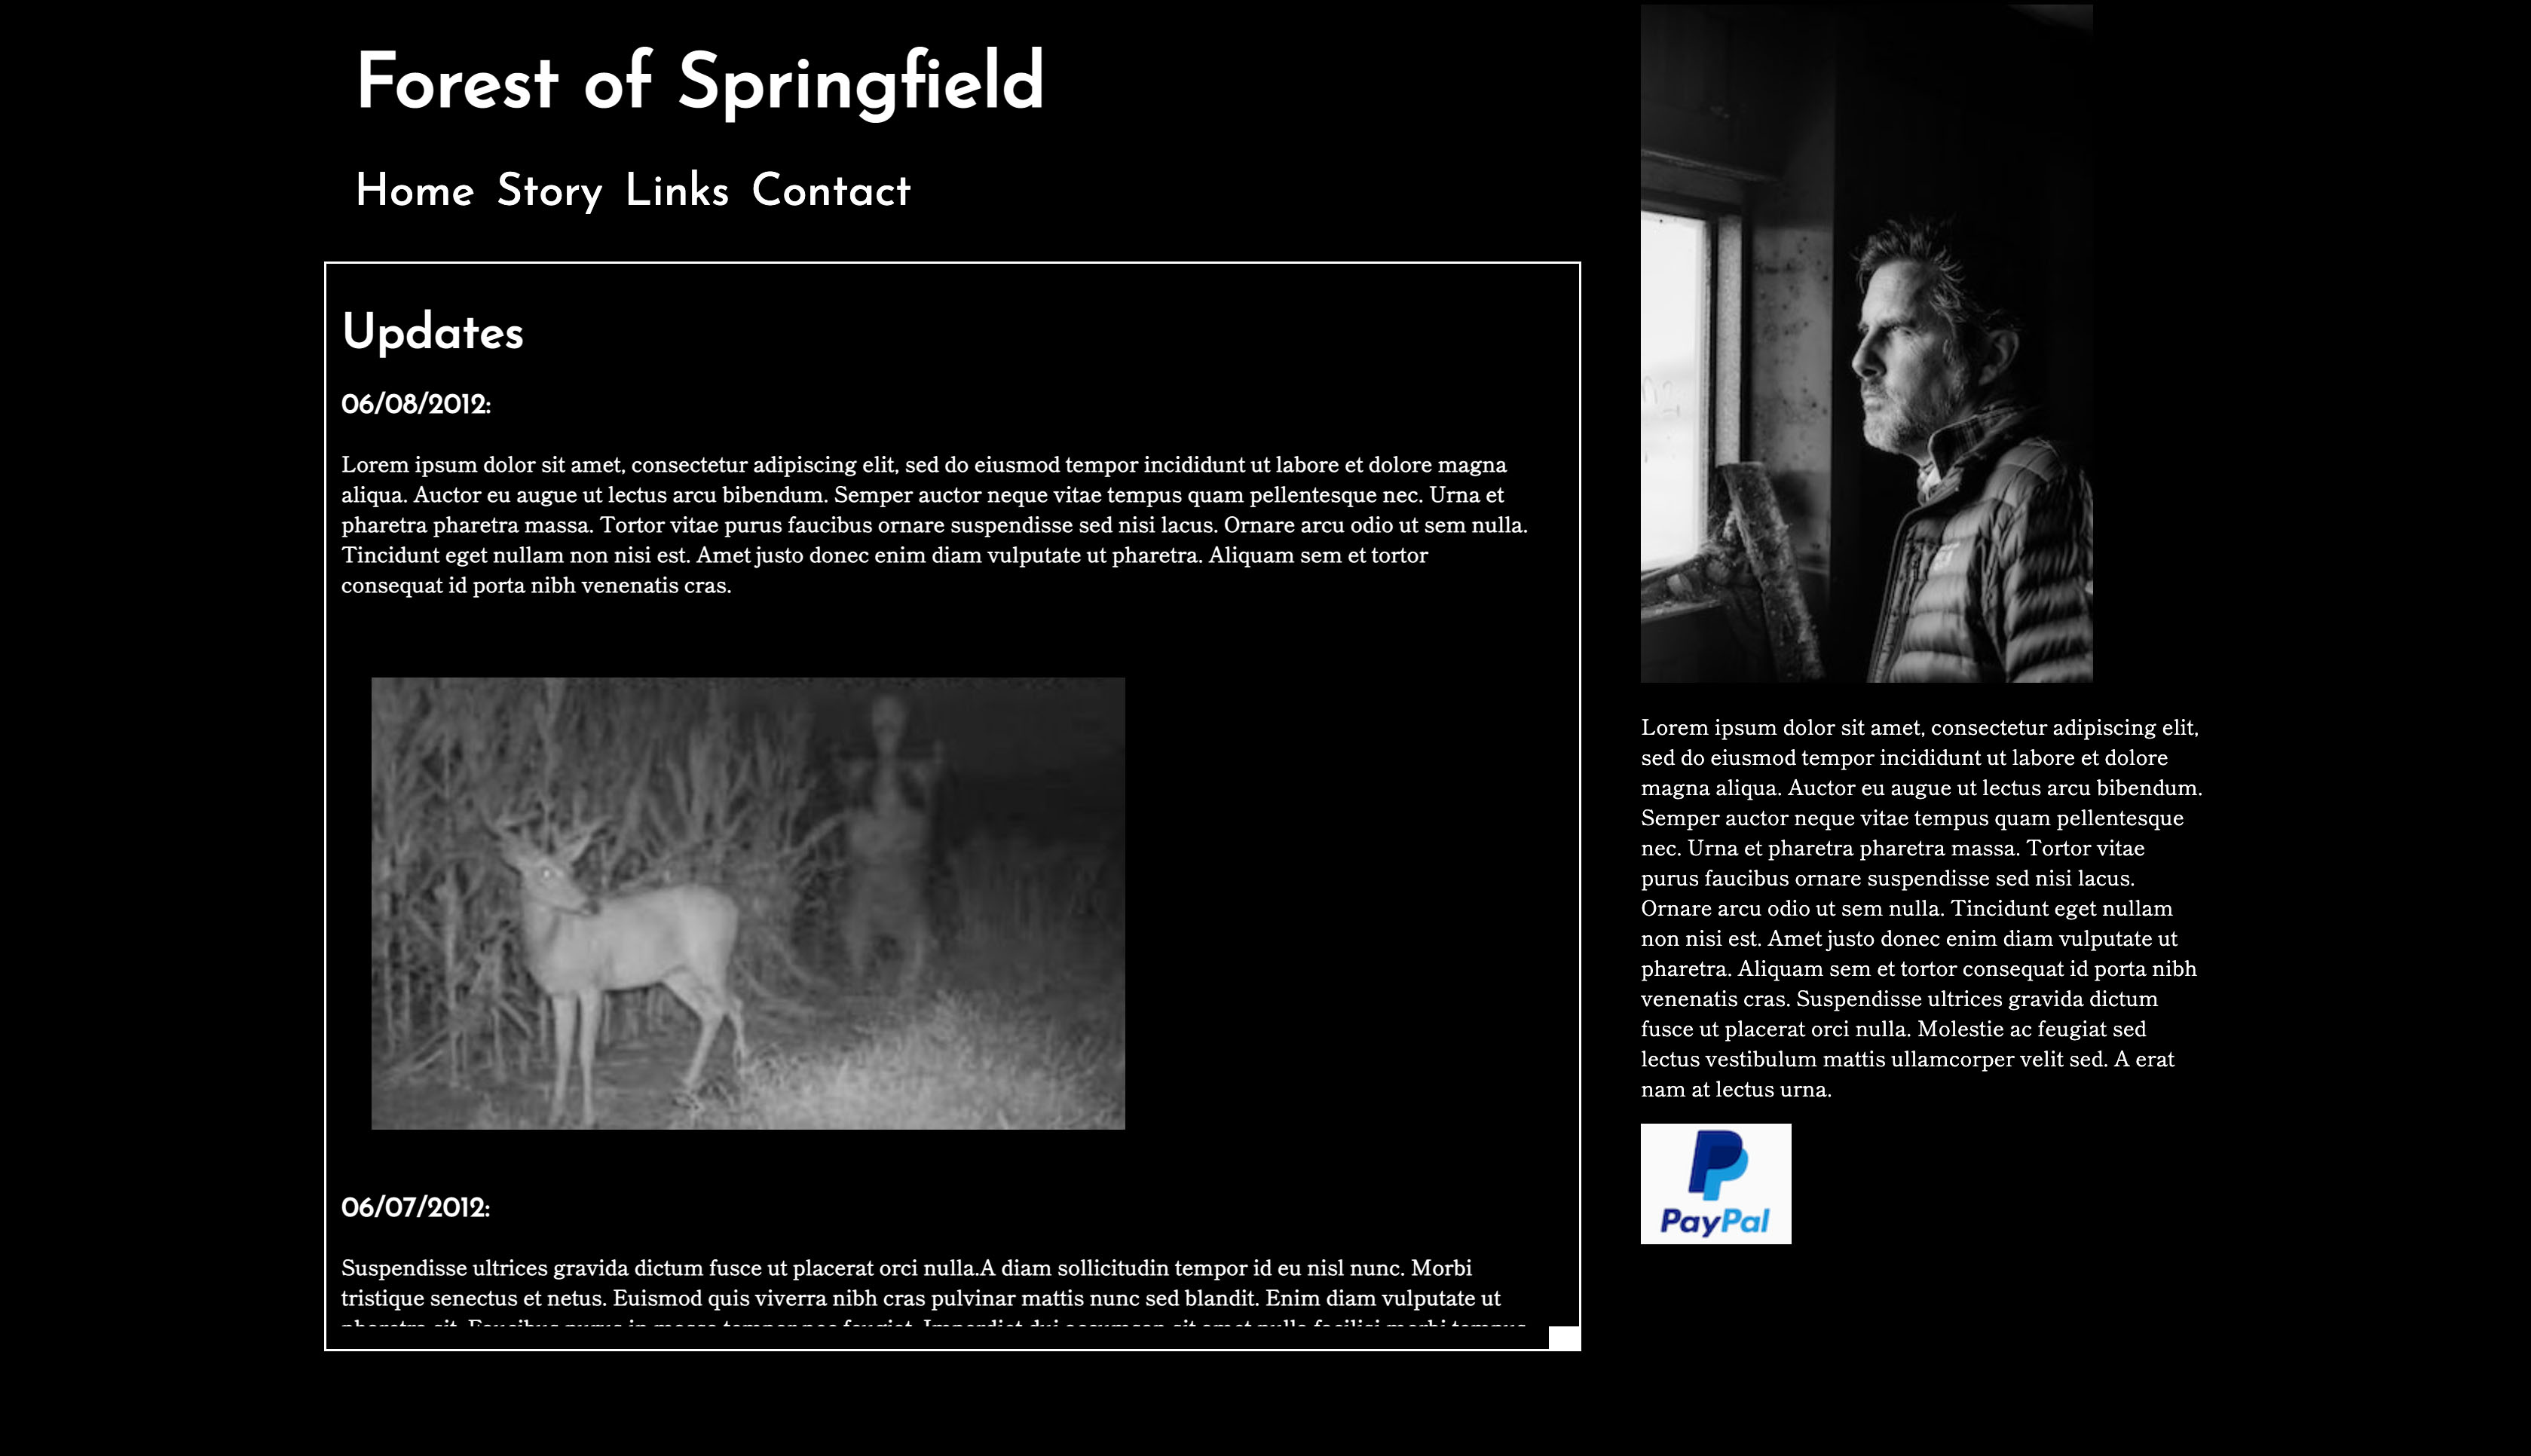 Forest of Springfield
Home Story Links Contact
Updates
06/08/2012:
Lorem ipsum dolor sit amet, consectetur adipiscing elit, sed do eiusmod tempor incididunt ut labore et dolore magna
aliqua. Auctor eu augue ut lectus arcu bibendum. Semper auctor neque vitae tempus quam pellentesque nec. Urna et
pharetra pharetra massa. Tortor vitae purus faucibus ornare suspendisse sed nisi lacus. Ornare arcu odio ut sem nulla.
Tincidunt eget nullam non nisi est. Amet justo donec enim diam vulputate ut pharetra. Aliquam sem et tortor
consequat id porta nibh venenatis cras.
06/07/2012:
Suspendisse ultrices gravida dictum fusce ut placerat orci nulla.A diam sollicitudin tempor id eu nisl nunc. Morbi
tristique senectus et netus. Euismod quis viverra nibh cras pulvinar mattis nunc sed blandit. Enim diam vulputate ut
Lorem ipsum dolor sit amet, consectetur adipiscing elit,
sed do eiusmod tempor incididunt ut labore et dolore
magna aliqua. Auctor eu augue ut lectus arcu bibendum.
Semper auctor neque vitae tempus quam pellentesque
nec. Urna et pharetra pharetra massa. Tortor vitae
purus faucibus ornare suspendisse sed nisi lacus.
Ornare arcu odio ut sem nulla. Tincidunt eget nullam
non nisi est. Amet justo donec enim diam vulputate ut
pharetra. Aliquam sem et tortor consequat id porta nibh
venenatis cras. Suspendisse ultrices gravida dictum
fusce ut placerat orci nulla. Molestie ac feugiat sed
lectus vestibulum mattis ullamcorper velit sed. A erat
nam at lectus urna.
PayPal